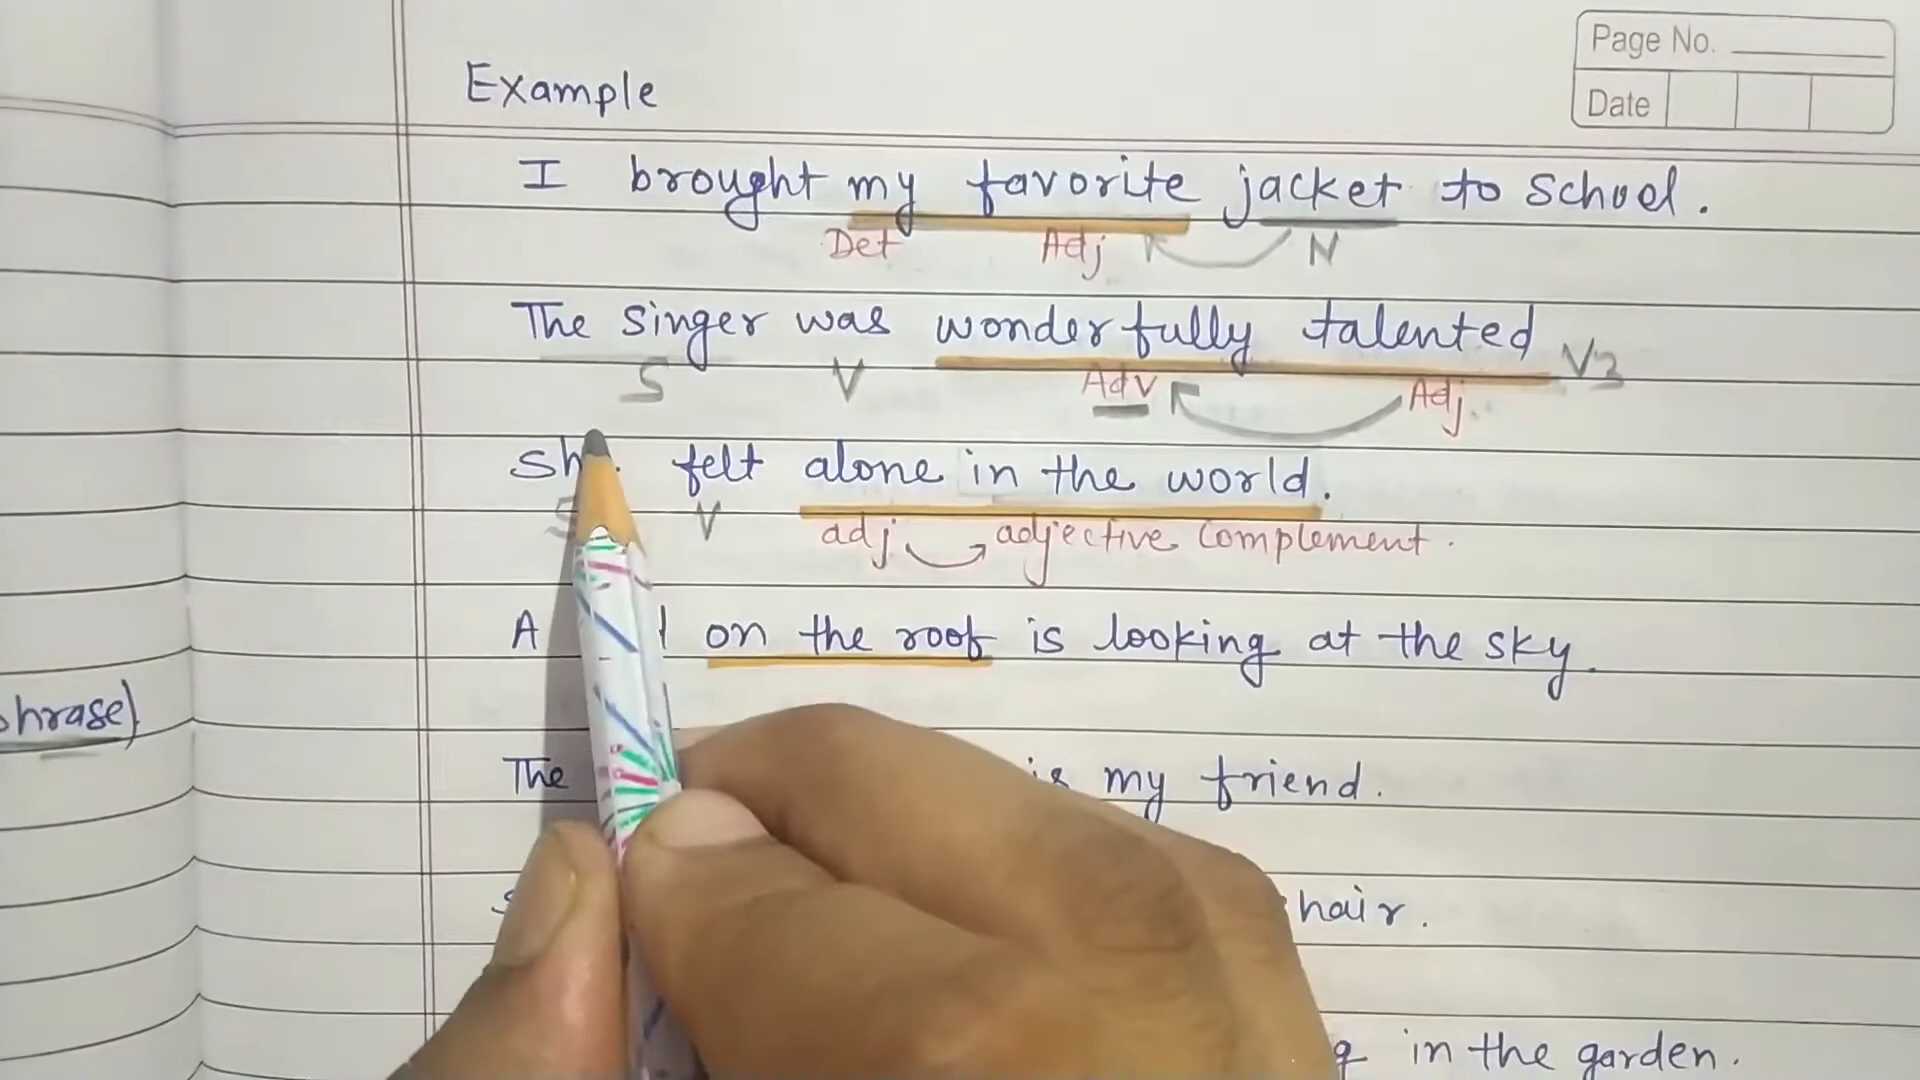 Page No.
Date
Example
I brought my favorite jacket to School.
Det Adj N
The Singer was wonderfully talented
S V Adv Adj. V3
felt alone in the world.
S V adj adjective Complement.
A on the roof is looking at the sky.
phrase)
The is my friend.
hair.
in the garden.